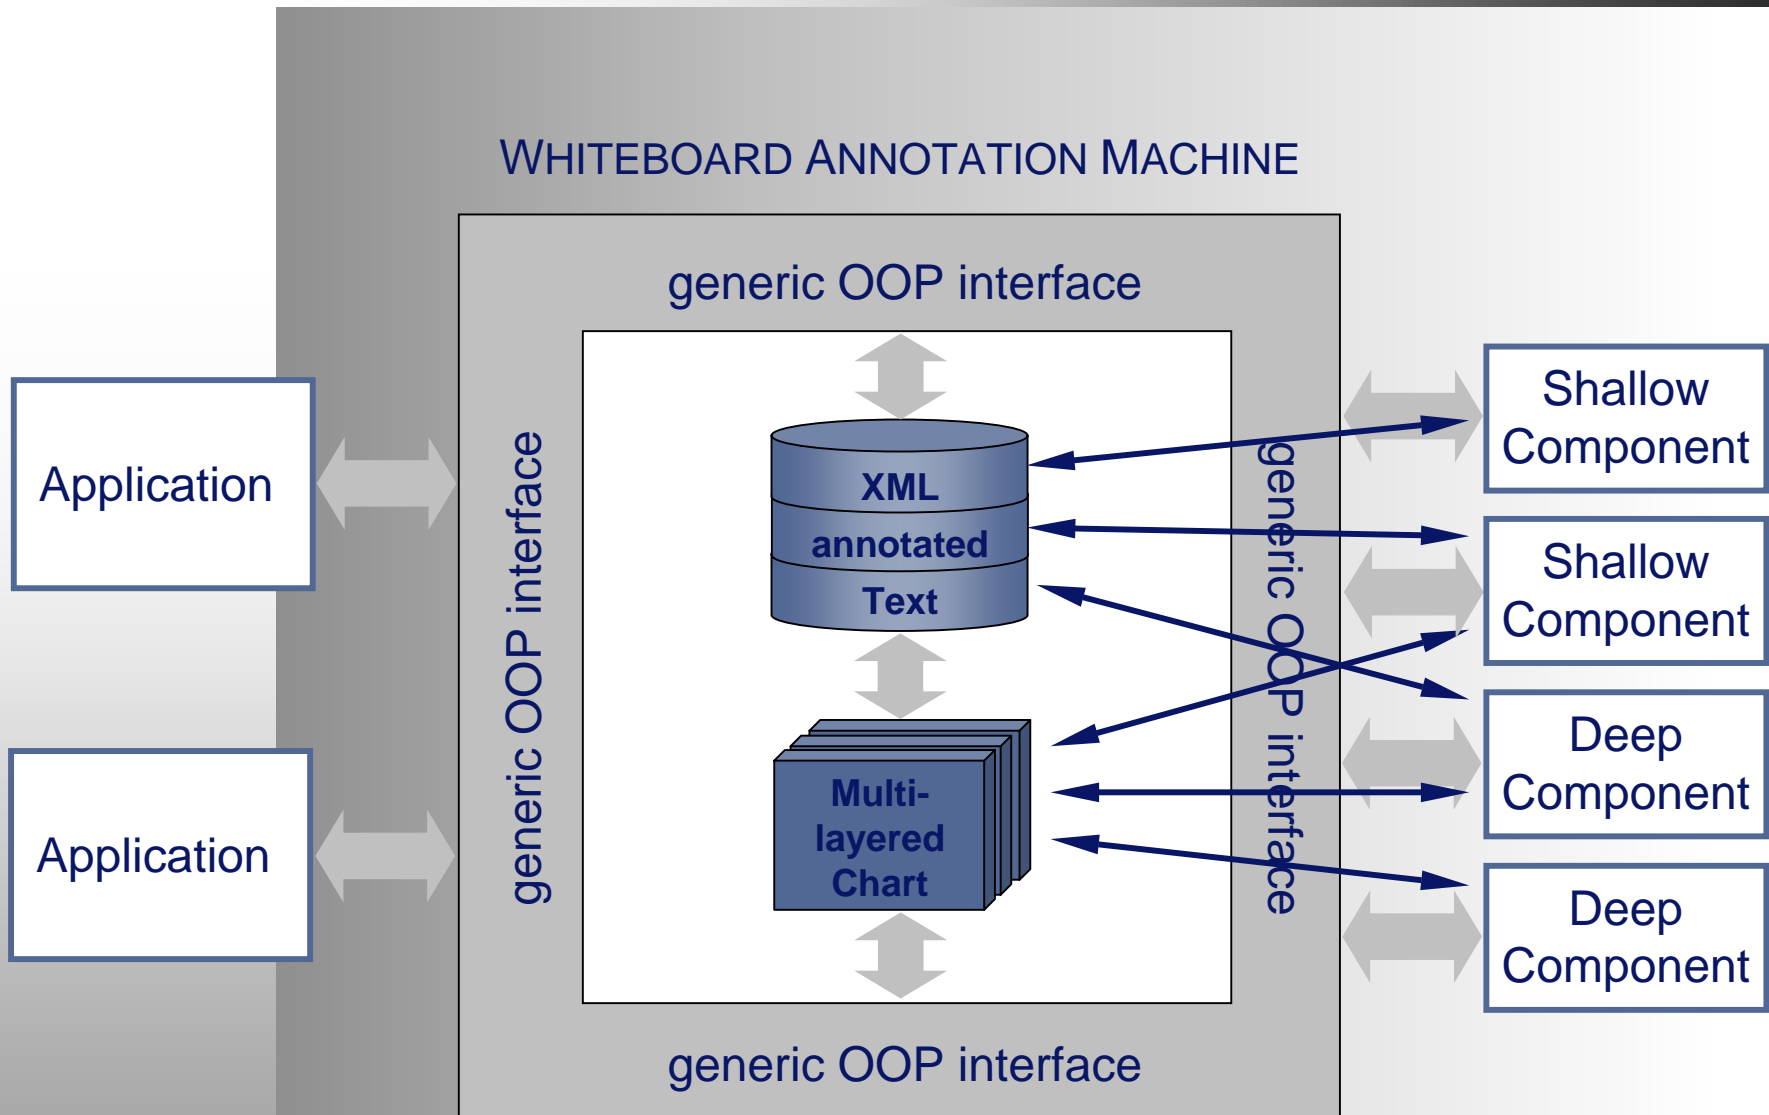 WHITEBOARD ANNOTATION MACHINE
generic OOP interface
Application
Application
generic OOP interface
XML
annotated
Text
Multi-
layered
Chart
generic OOP interface
Shallow
Component
Shallow
Component
Deep
Component
Deep
Component
generic OOP interface